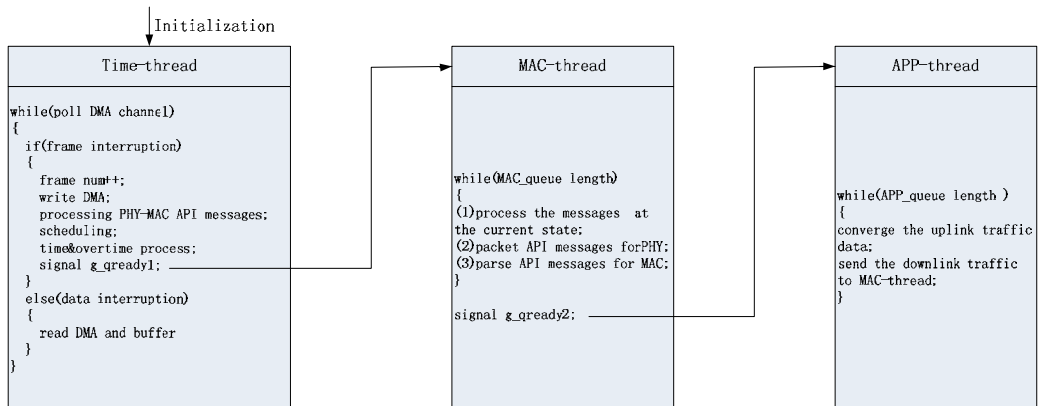 Initialization
Time-thread
while(poll DMA channel)
{
if(frame interruption)
{
frame num++;
write DMA;
processing PHY-MAC API messages;
scheduling;
time&overtime process;
signal g_qready1;
}
else(data interruption)
{
read DMA and buffer
}
}
MAC-thread
while(MAC_queue length)
{
(1)process the messages at
the current state;
(2)packet API messages forPHY;
(3)parse API messages for MAC;
}
signal g_qready2;
APP-thread
while(APP_queue length )
{
converge the uplink traffic
data;
send the downlink traffic
to MAC-thread;
}